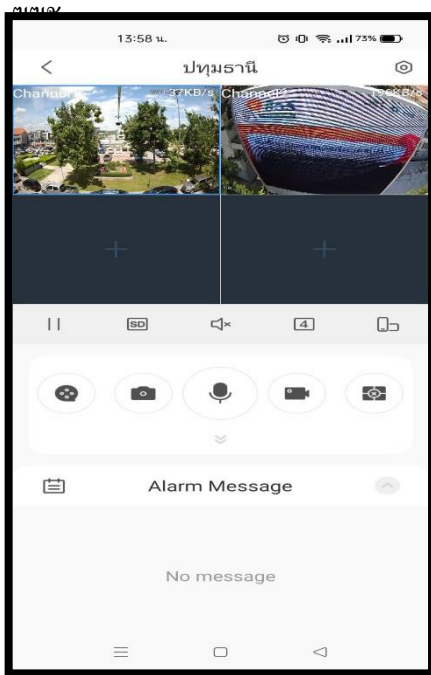 13:58 น.
73%
ปทุมธานี
Channel
37KB/s
Channel2
SD
4
Alarm Message
No message